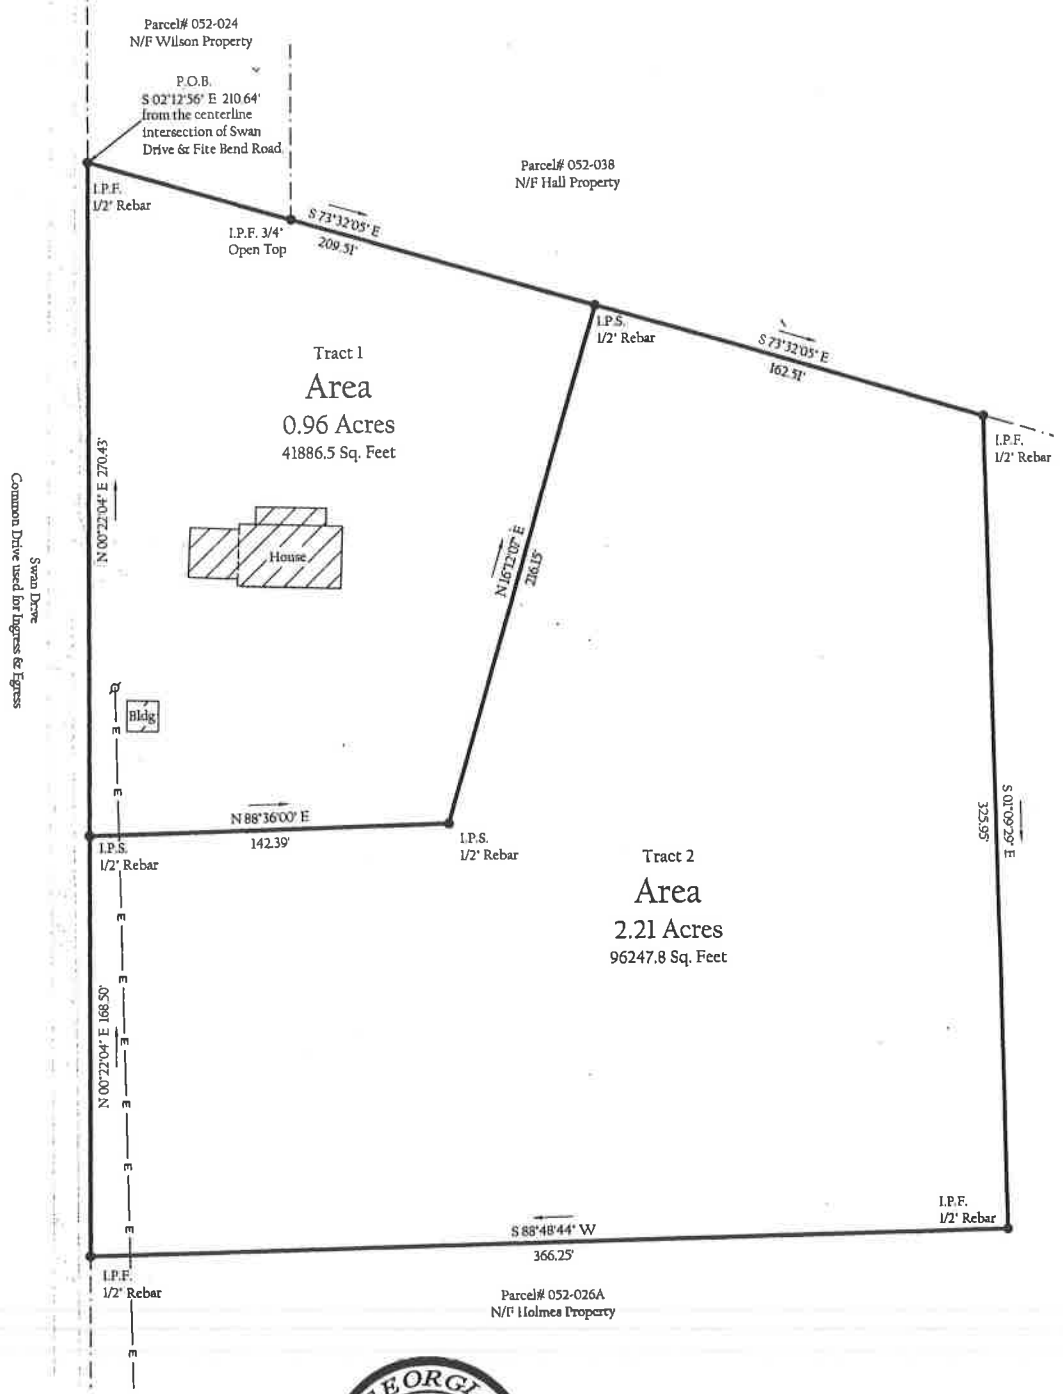 Parcel# 052-024
N/F Wilson Property
P.O.B.
S 02°12'56" E 210.64'
from the centerline
intersection of Swan
Drive & Fite Bend Road.
Parcel# 052-038
N/F Hall Property
I.P.F.
1/2" Rebar
I.P.F. 3/4"
Open Top
S 73°32'05" E
209.51'
I.P.S.
1/2" Rebar
S 73°32'05" E
162.51'
I.P.F.
1/2" Rebar
Tract 1
Area
0.96 Acres
41886.5 Sq. Feet
N 00°22'04" E 270.43'
House
N 16°12'07" E
216.15'
Swan Drive
Common Drive used for Ingress & Egress
Bldg
E
E
N 88°36'00" E
142.39'
I.P.S.
1/2" Rebar
I.P.S.
1/2" Rebar
S 01°09'29" E
325.95'
Tract 2
Area
2.21 Acres
96247.8 Sq. Feet
E
E
E
E
E
E
E
N 00°22'04" E 168.50'
I.P.F.
1/2" Rebar
S 88°48'44" W
366.25'
I.P.F.
1/2" Rebar
Parcel# 052-026A
N/F Holmes Property
EORGI